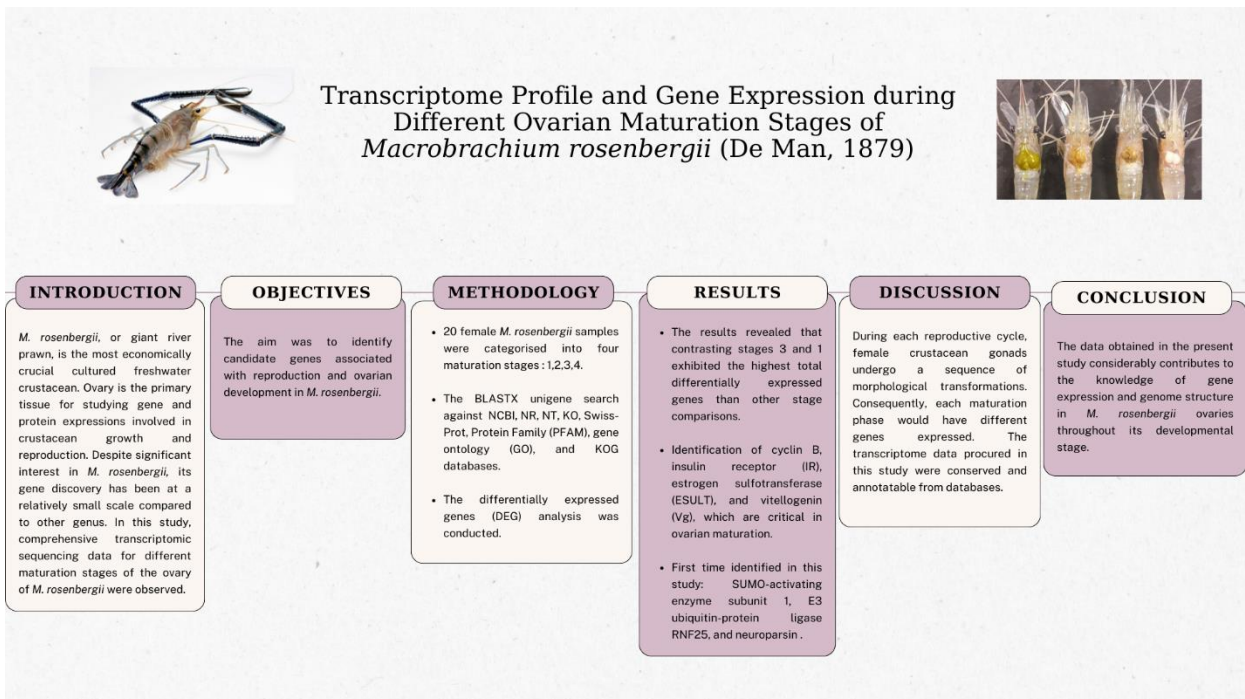 Transcriptome Profile and Gene Expression during
Different Ovarian Maturation Stages of
Macrobrachium rosenbergii (De Man, 1879)
INTRODUCTION
M. rosenbergii, or giant river
prawn, is the most economically
crucial cultured freshwater
crustacean. Ovary is the primary
tissue for studying gene and
protein expressions involved in
crustacean growth and
reproduction. Despite significant
interest in M. rosenbergii, its
gene discovery has been at a
relatively small scale compared
to other genus. In this study,
comprehensive transcriptomic
sequencing data for different
maturation stages of the ovary
of M. rosenbergii were observed.
OBJECTIVES
The aim was to identify
candidate genes associated
with reproduction and ovarian
development in M. rosenbergii.
METHODOLOGY
• 20 female M. rosenbergii samples
were categorised into four
maturation stages : 1,2,3,4.
• The BLASTX unigene search
against NCBI, NR, NT, KO, Swiss-
Prot, Protein Family (PFAM), gene
ontology (GO), and KOG
databases.
• The differentially expressed
genes (DEG) analysis was
conducted.
RESULTS
• The results revealed that
contrasting stages 3 and 1
exhibited the highest total
differentially expressed
genes than other stage
comparisons.
• Identification of cyclin B,
insulin receptor (IR),
estrogen sulfotransferase
(ESULT), and vitellogenin
(Vg), which are critical in
ovarian maturation.
• First time identified in this
study: SUMO-activating
enzyme subunit 1, E3
ubiquitin-protein ligase
RNF25, and neuroparsin .
DISCUSSION
During each reproductive cycle,
female crustacean gonads
undergo a sequence of
morphological transformations.
Consequently, each maturation
phase would have different
genes expressed. The
transcriptome data procured in
this study were conserved and
annotatable from databases.
CONCLUSION
The data obtained in the present
study considerably contributes to
the knowledge of gene
expression and genome structure
in M. rosenbergii ovaries
throughout its developmental
stage.